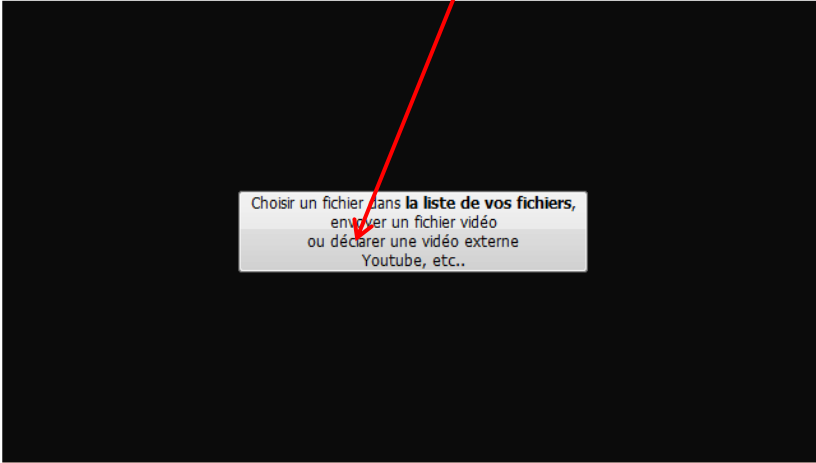 Choisir un fichier dans la liste de vos fichiers,
envoyer un fichier vidéo
ou déclarer une vidéo externe
Youtube, etc..